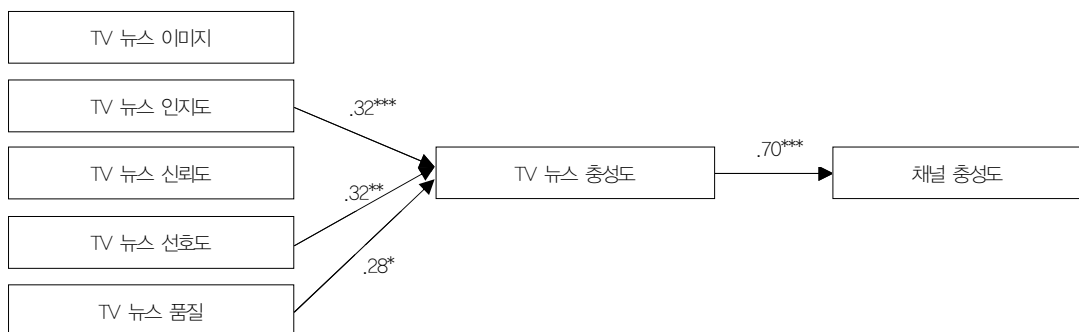 TV 뉴스 이미지
TV 뉴스 인지도
.32***
TV 뉴스 신뢰도
TV 뉴스 충성도
.70***
채널 충성도
.32**
TV 뉴스 선호도
.28*
TV 뉴스 품질